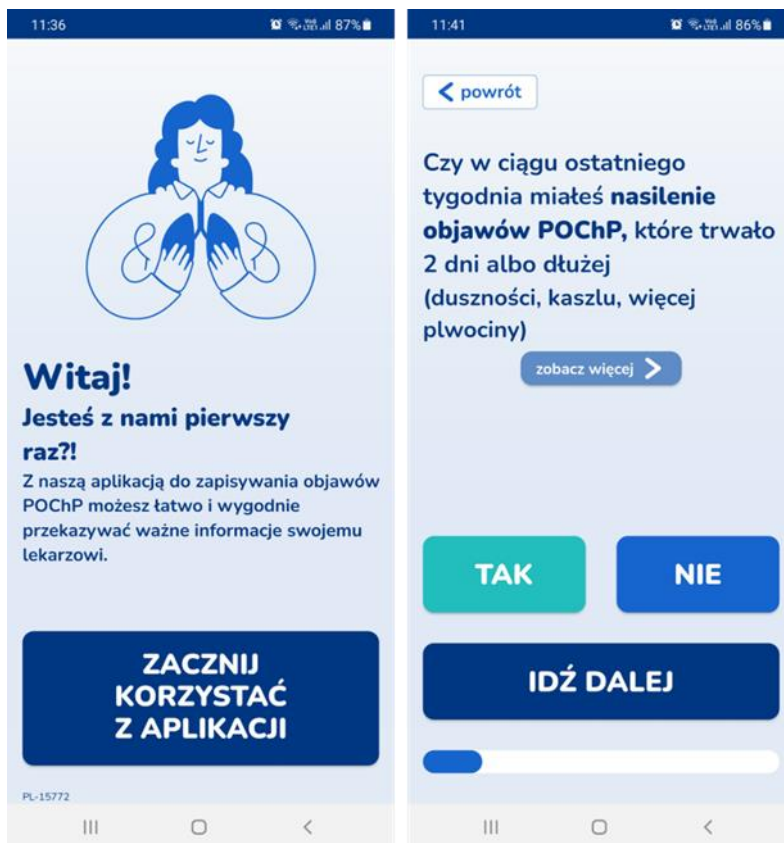 11:36
87%
Witaj!
Jesteś z nami pierwszy
raz?!
Z naszą aplikacją do zapisywania objawów
POChP możesz łatwo i wygodnie
przekazywać ważne informacje swojemu
lekarzowi.
ZACZNIJ
KORZYSTAĆ
Z APLIKACJI
PL-15772
11:41
86%
powrót
Czy w ciągu ostatniego
tygodnia miałeś nasilenie
objawów POChP, które trwało
2 dni albo dłużej
(duszności, kaszlu, więcej
plwociny)
zobacz więcej
TAK
NIE
IDŹ DALEJ